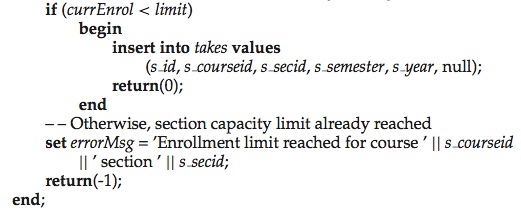 if (currEnrol < limit)
begin
insert into takes values
(s_id, s_courseid, s_secid, s_semester, s_year, null);
return(0);
end
-- Otherwise, section capacity limit already reached
set errorMsg = 'Enrollment limit reached for course ' || s_courseid
|| ' section ' || s_secid;
return(-1);
end;